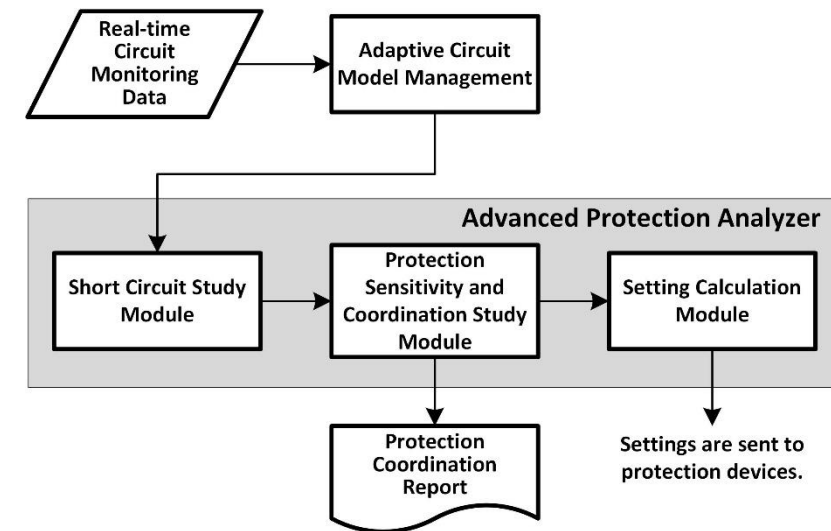 Real-time
Circuit
Monitoring
Data
Adaptive Circuit
Model Management
Advanced Protection Analyzer
Short Circuit Study
Module
Protection
Sensitivity and
Coordination Study
Module
Setting Calculation
Module
Protection
Coordination
Report
Settings are sent to
protection devices.